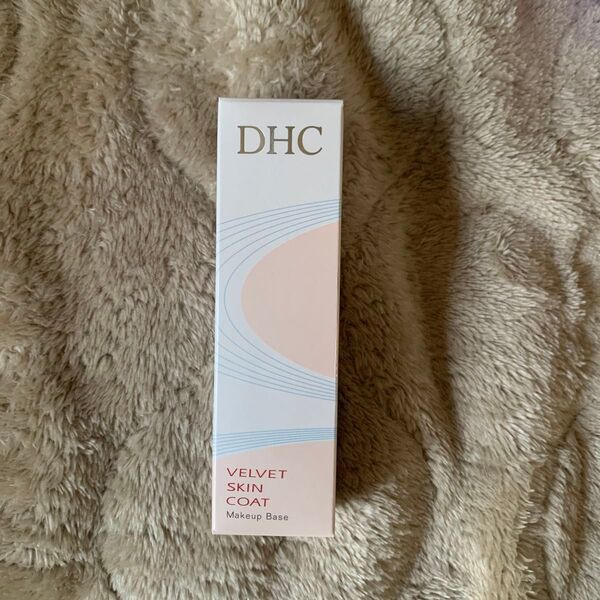 DHC
VELVET
SKIN
COAT
Makeup Base